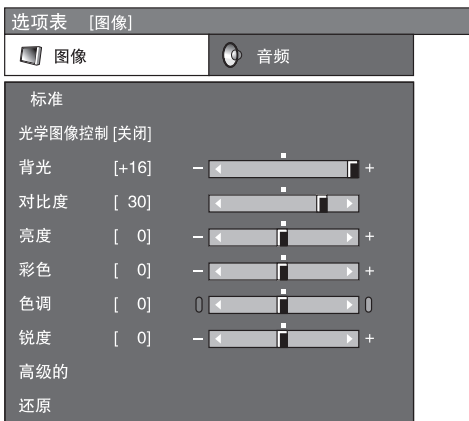 选项表 [图像]
图像 音频
标准
光学图像控制 [关闭]
背光 [+16] − +
对比度 [ 30]
亮度 [ 0] − +
彩色 [ 0] − +
色调 [ 0]
锐度 [ 0] − +
高级的
还原